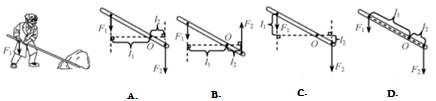 F₁
F₁ l₁ l₂ O F₂
F₁ l₁ O l₂ F₂
l₁ F₁ O l₂ F₂
F₁ l₁ l₂ O F₂
A. B. C. D.